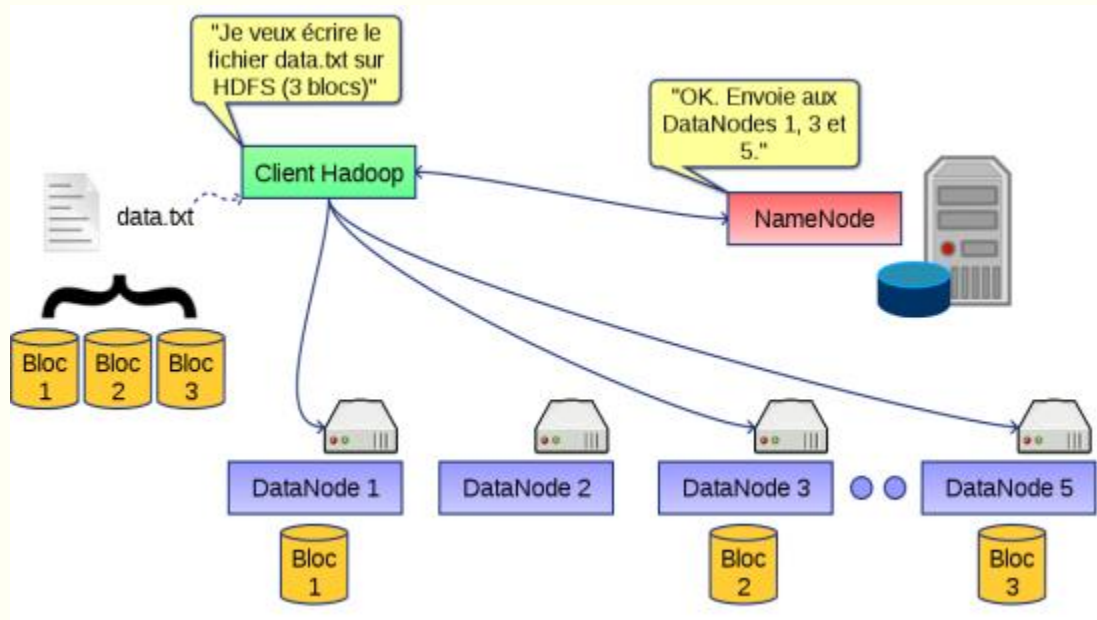 "Je veux écrire le
fichier data.txt sur
HDFS (3 blocs)"
"OK. Envoie aux
DataNodes 1, 3 et
5."
Client Hadoop
data.txt
NameNode
Bloc
1
Bloc
2
Bloc
3
DataNode 1
DataNode 2
DataNode 3
DataNode 5
Bloc
1
Bloc
2
Bloc
3